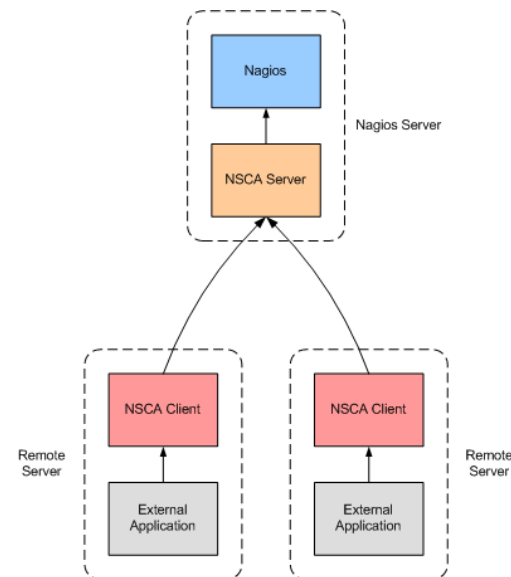 Nagios
Nagios Server
NSCA Server
NSCA Client
NSCA Client
Remote
Server
Remote
Server
External
Application
External
Application